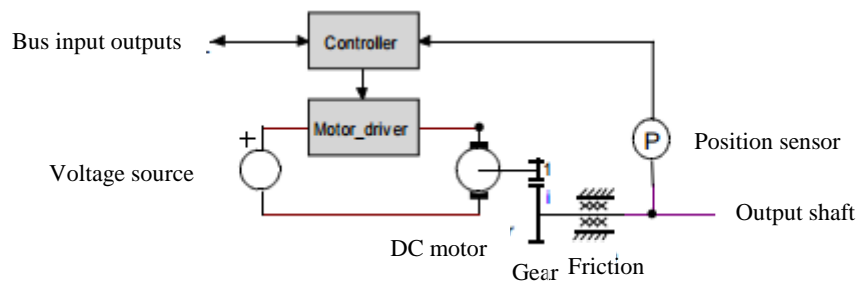 Bus input outputs
Controller
Motor_driver
+
P
Position sensor
Voltage source
1
i
DC motor
Output shaft
Gear
Friction